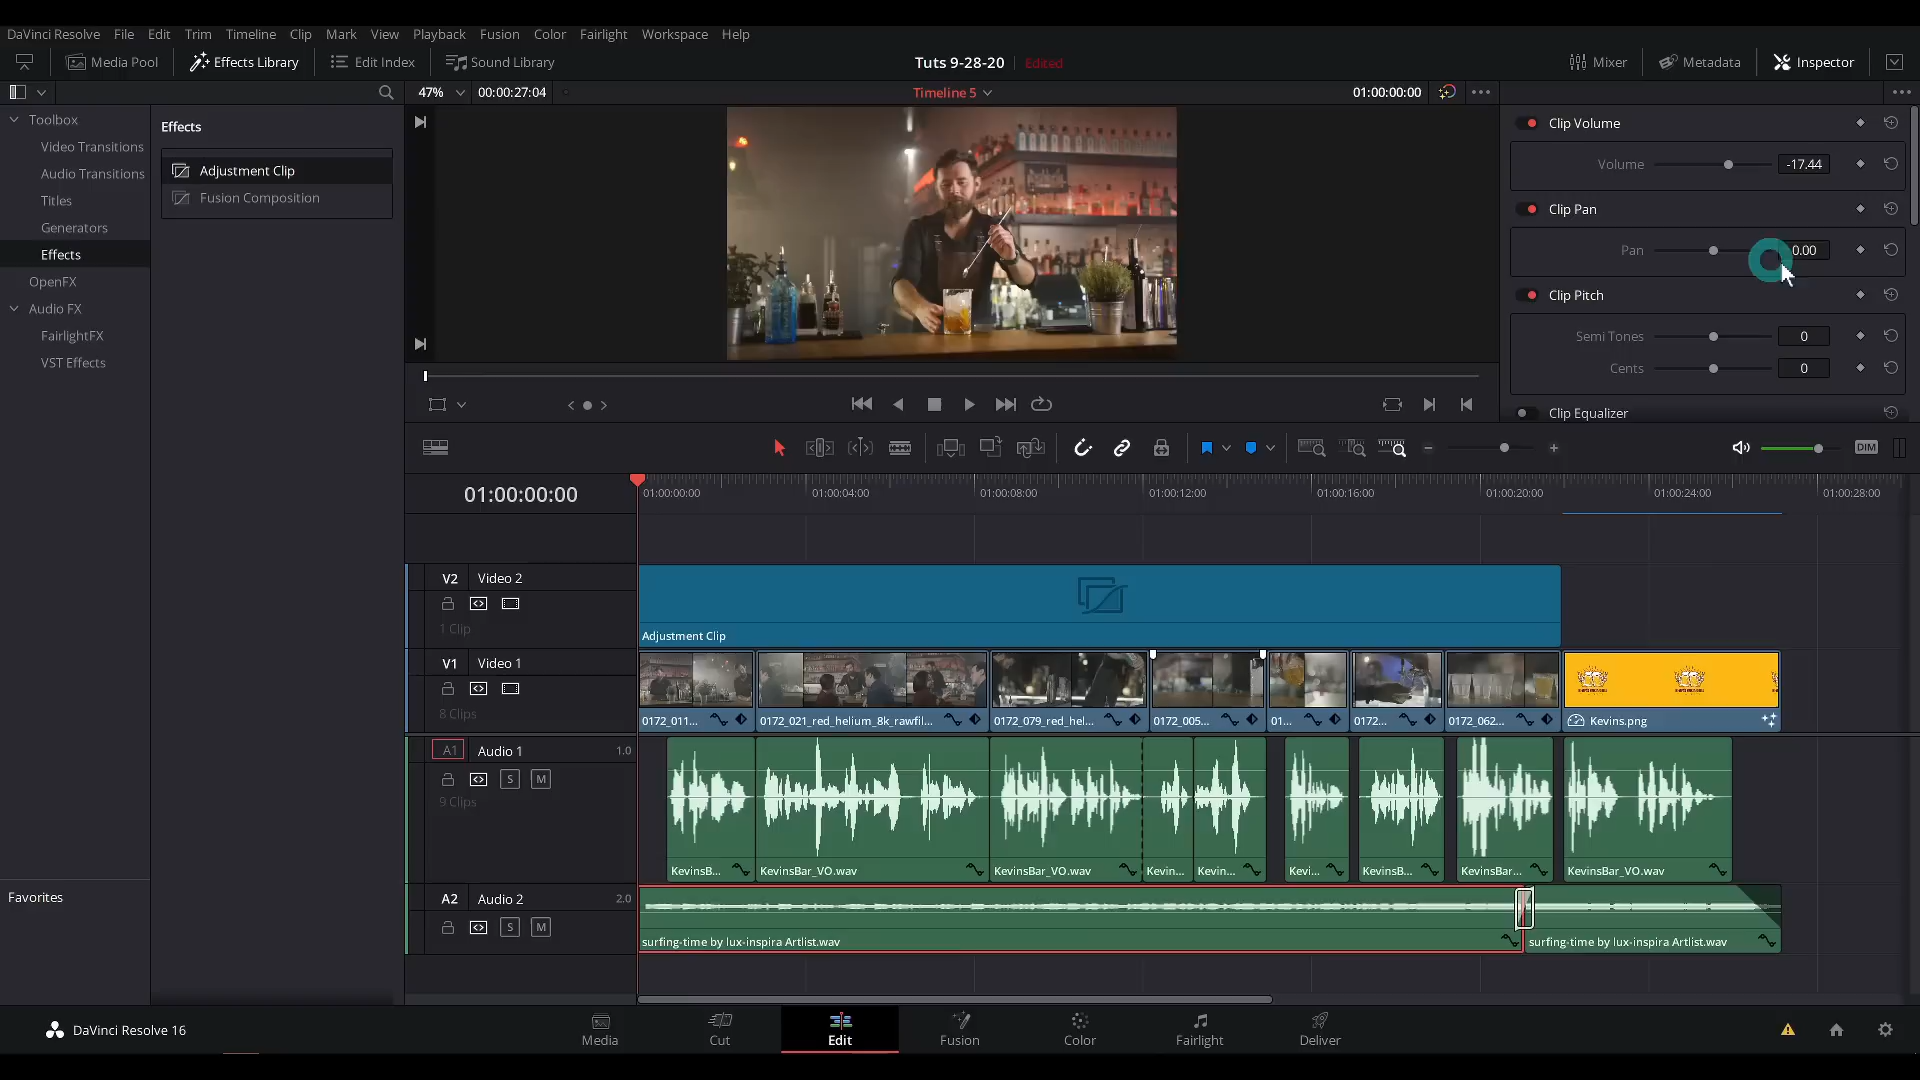 DaVinci Resolve File Edit Trim Timeline Clip Mark View Playback Fusion Color Fairlight Workspace Help
Media Pool Effects Library Edit Index Sound Library Tuts 9-28-20 Edited Mixer Metadata Inspector
47% 00:00:27:04 Timeline 5 01:00:00:00
Toolbox
Video Transitions
Audio Transitions
Titles
Generators
Effects
OpenFX
Audio FX
FairlightFX
VST Effects
Favorites
Effects
Adjustment Clip
Fusion Composition
Clip Volume
Volume -17.44
Clip Pan
Pan 0.00
Clip Pitch
Semi Tones 0
Cents 0
Clip Equalizer
DIM
01:00:00:00
01:00:00:00 01:00:04:00 01:00:08:00 01:00:12:00 01:00:16:00 01:00:20:00 01:00:24:00 01:00:28:00
V2 Video 2
1 Clip
Adjustment Clip
V1 Video 1
8 Clips
0172_011... 0172_021_red_helium_8k_rawfil... 0172_079_red_hel... 0172_005... 01... 0172... 0172_062... Kevins.png
A1 Audio 1 1.0
S M
9 Clips
KevinsB... KevinsBar_VO.wav KevinsBar_VO.wav Kevin... Kevin... Kevi... KevinsB... KevinsBar... KevinsBar_VO.wav
A2 Audio 2 2.0
S M
surfing-time by lux-inspira Artlist.wav surfing-time by lux-inspira Artlist.wav
DaVinci Resolve 16
Media Cut Edit Fusion Color Fairlight Deliver